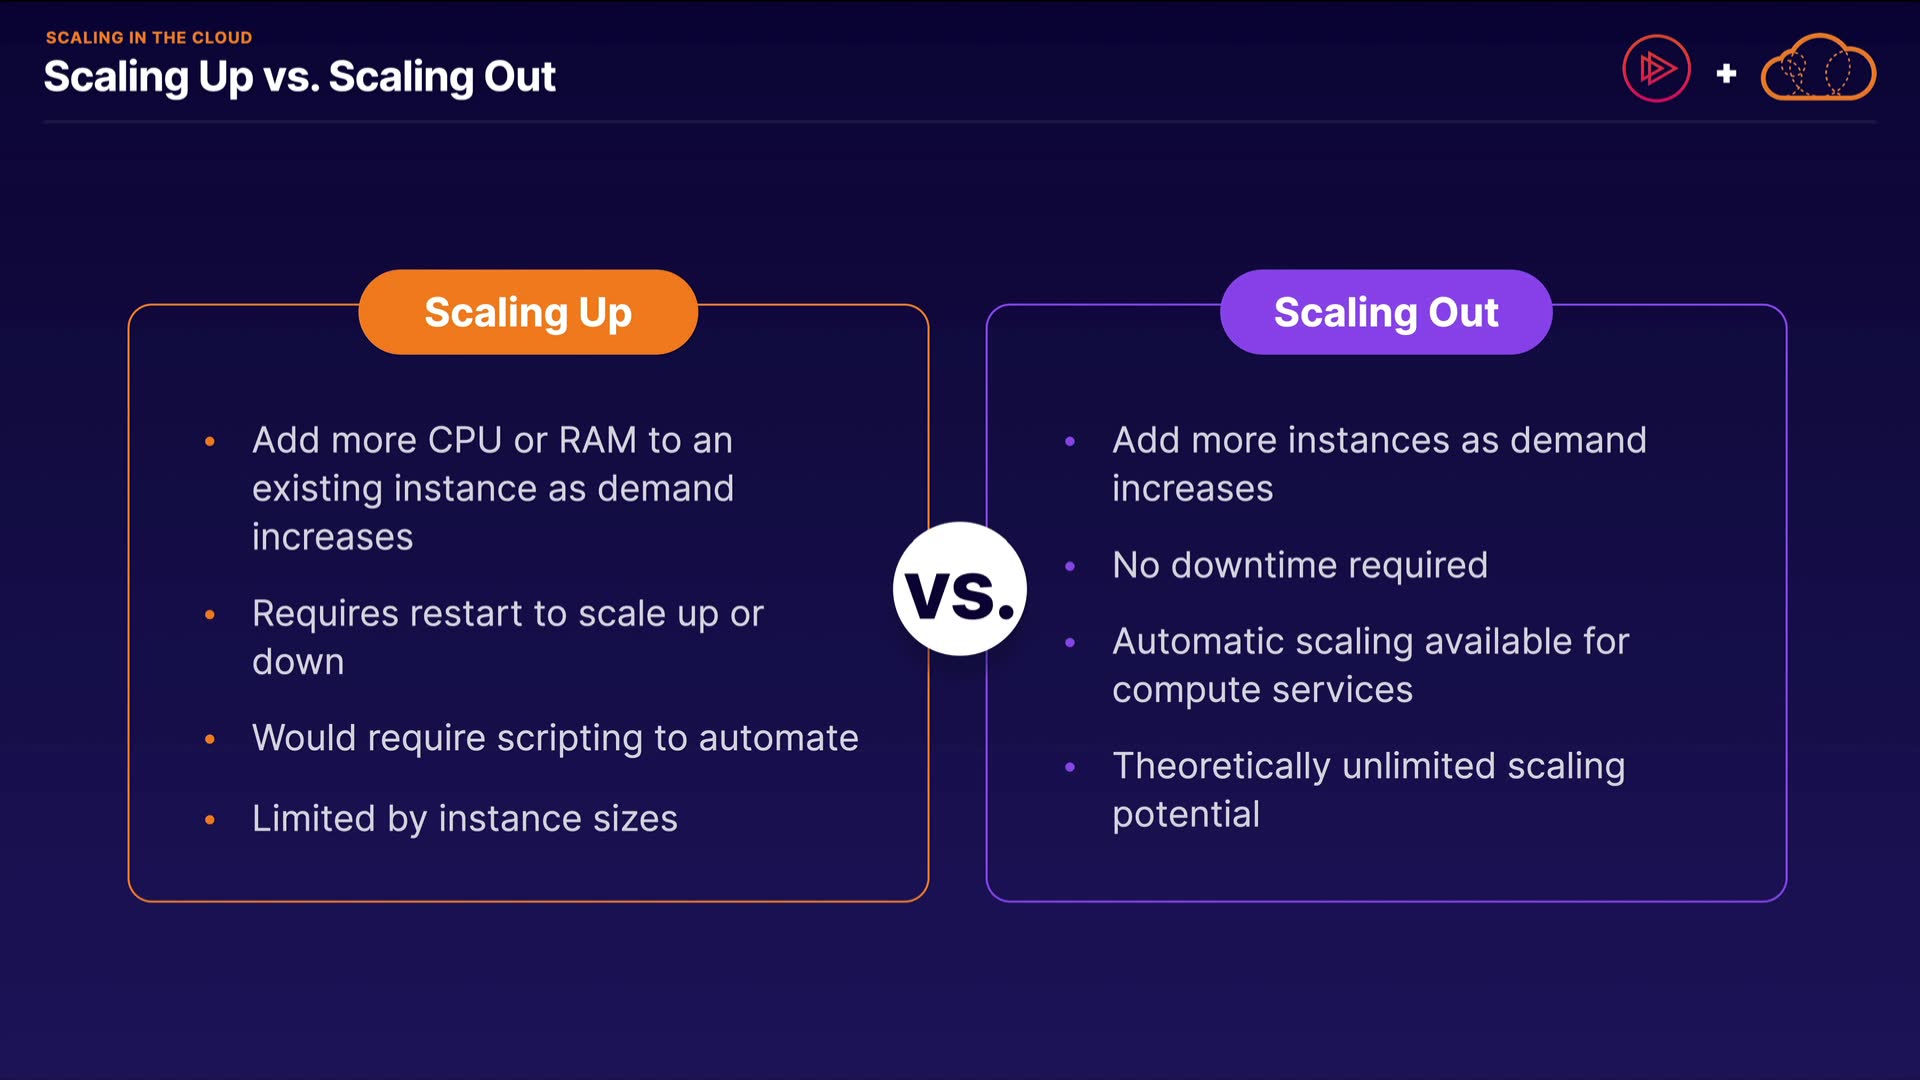 SCALING IN THE CLOUD
Scaling Up vs. Scaling Out
Scaling Up
Add more CPU or RAM to an
existing instance as demand
increases
Requires restart to scale up or
down
Would require scripting to automate
Limited by instance sizes
vs.
Scaling Out
Add more instances as demand
increases
No downtime required
Automatic scaling available for
compute services
Theoretically unlimited scaling
potential